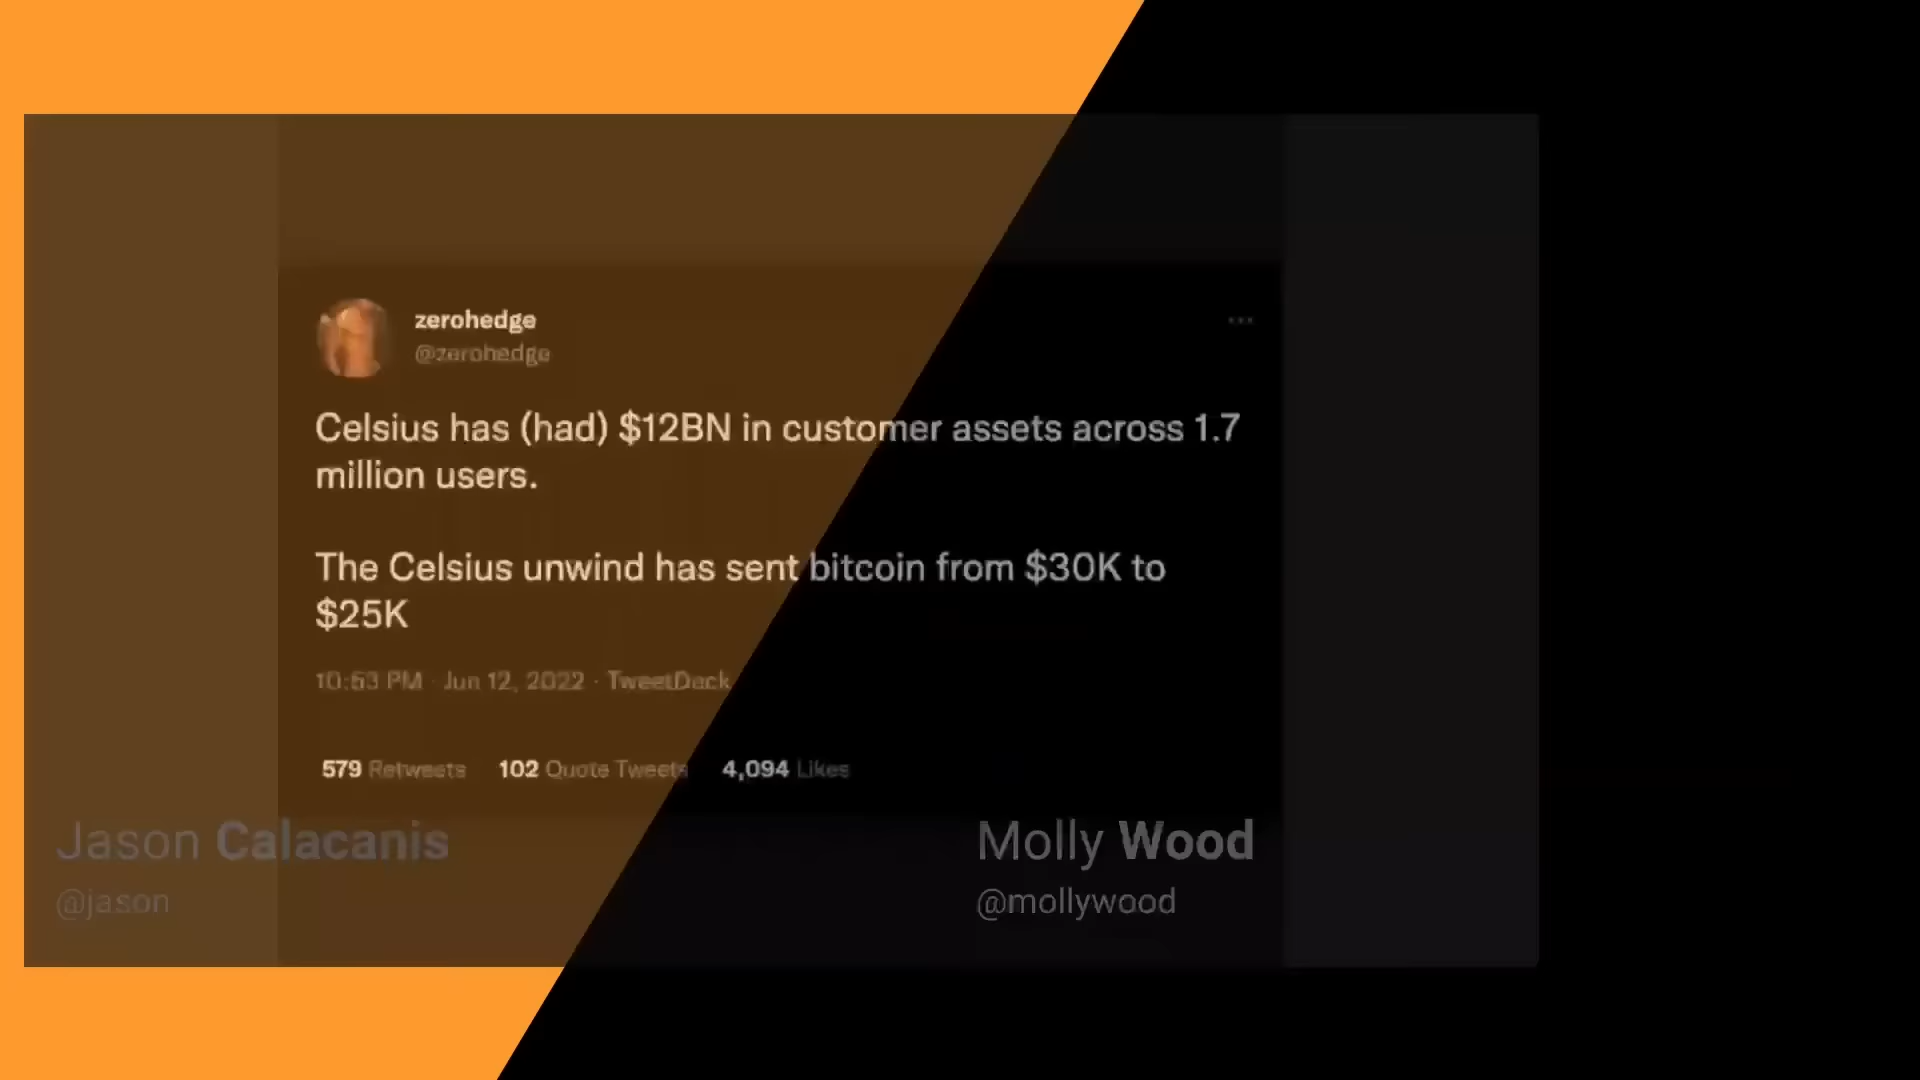 zerohedge
@zerohedge
Celsius has (had) $12BN in customer assets across 1.7
million users.
The Celsius unwind has sent bitcoin from $30K to
$25K
10:53 PM · Jun 12, 2022 · TweetDeck
579 Retweets 102 Quote Tweets 4,094 Likes
Jason Calacanis
@jason
Molly Wood
@mollywood